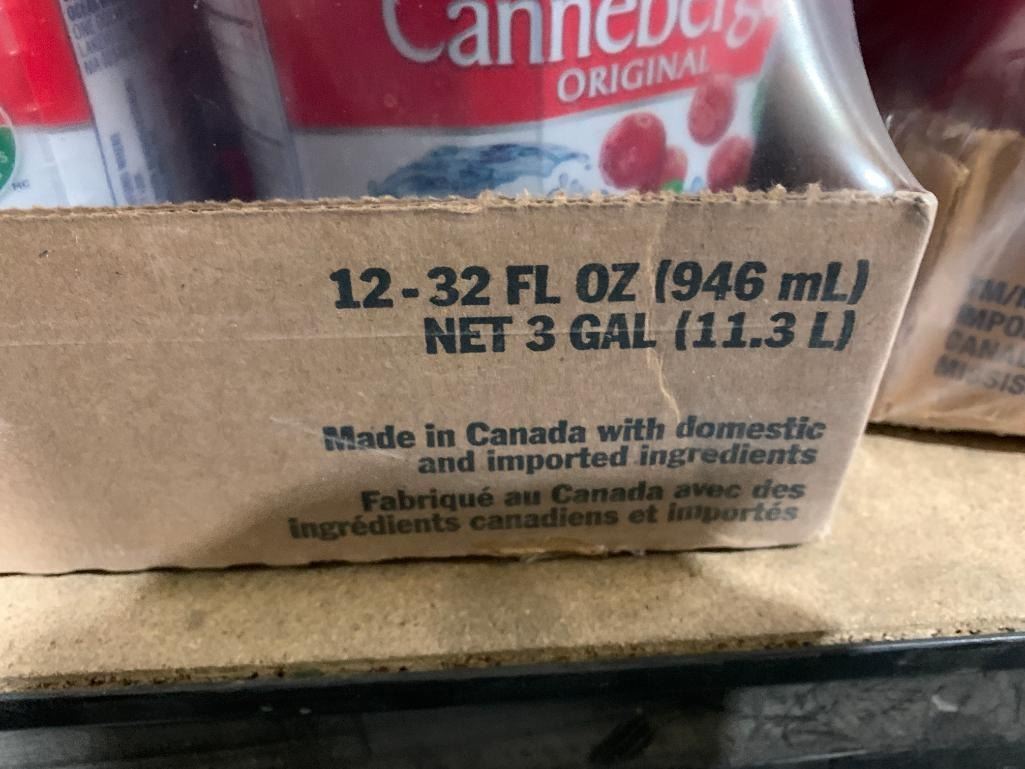 Canneberge
ORIGINAL
12-32 FL OZ (946 mL)
NET 3 GAL (11.3 L)
Made in Canada with domestic
and imported ingredients
Fabriqué au Canada avec des
ingrédients canadiens et importés